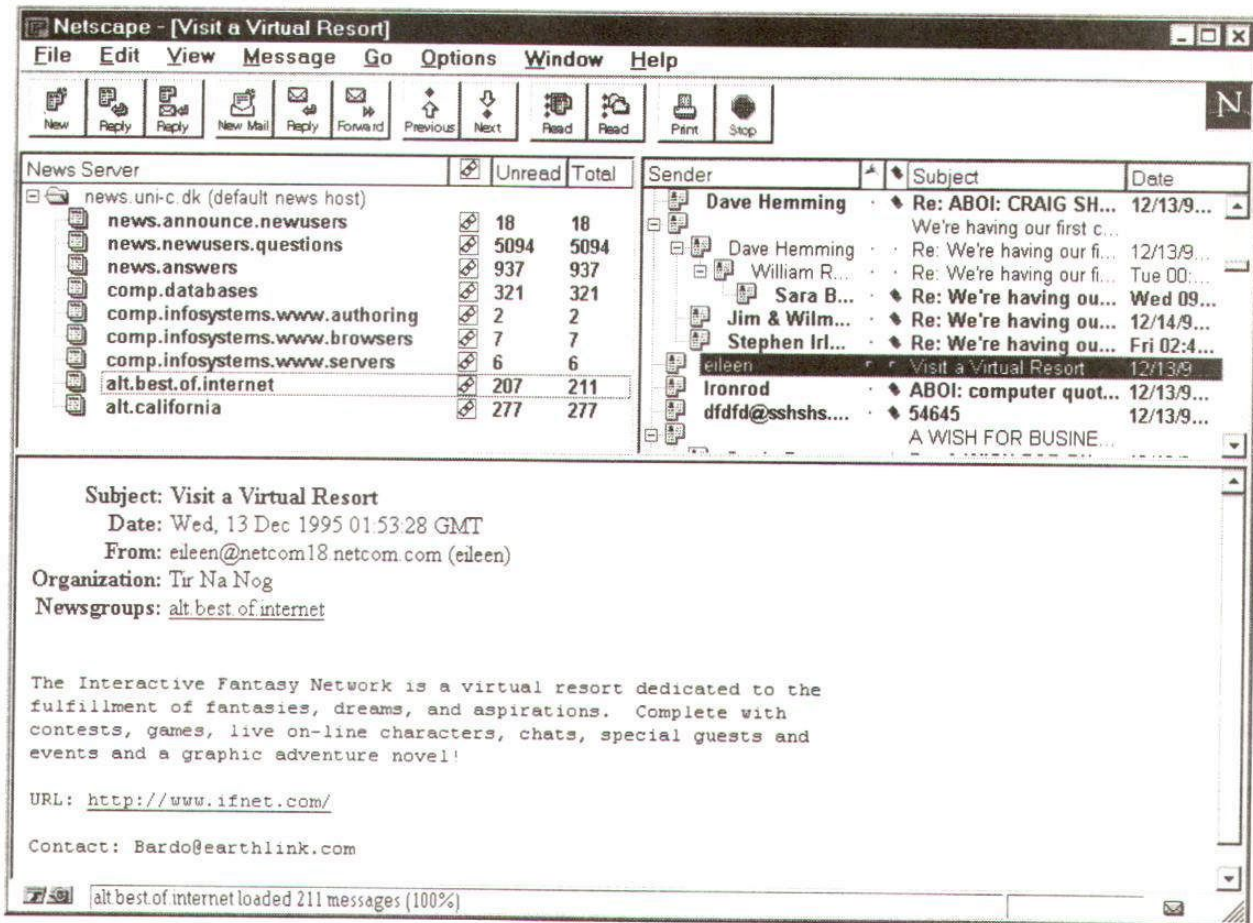 Netscape - [Visit a Virtual Resort]
File Edit View Message Go Options Window Help
New Reply Reply New Mail Reply Forward Previous Next Read Read Print Stop
N
News Server Unread Total
news.uni-c.dk (default news host)
news.announce.newusers 18 18
news.newusers.questions 5094 5094
news.answers 937 937
comp.databases 321 321
comp.infosystems.www.authoring 2 2
comp.infosystems.www.browsers 7 7
comp.infosystems.www.servers 6 6
alt.best.of.internet 207 211
alt.california 277 277
Sender Subject Date
Dave Hemming Re: ABOI: CRAIG SH... 12/13/9...
We're having our first c...
Dave Hemming Re: We're having our fi... 12/13/9...
William R... Re: We're having our fi... Tue 00:...
Sara B... Re: We're having ou... Wed 09...
Jim & Wilm... Re: We're having ou... 12/14/9...
Stephen Irl... Re: We're having ou... Fri 02:4...
eileen Visit a Virtual Resort 12/13/9...
Ironrod ABOI: computer quot... 12/13/9...
dfdfd@sshshs.... 54645 12/13/9...
A WISH FOR BUSINE...
Subject: Visit a Virtual Resort
Date: Wed, 13 Dec 1995 01:53:28 GMT
From: eileen@netcom18.netcom.com (eileen)
Organization: Tir Na Nog
Newsgroups: alt.best.of.internet
The Interactive Fantasy Network is a virtual resort dedicated to the
fulfillment of fantasies, dreams, and aspirations. Complete with
contests, games, live on-line characters, chats, special guests and
events and a graphic adventure novel!
URL: http://www.ifnet.com/
Contact: Bardo@earthlink.com
alt.best.of.internet loaded 211 messages (100%)